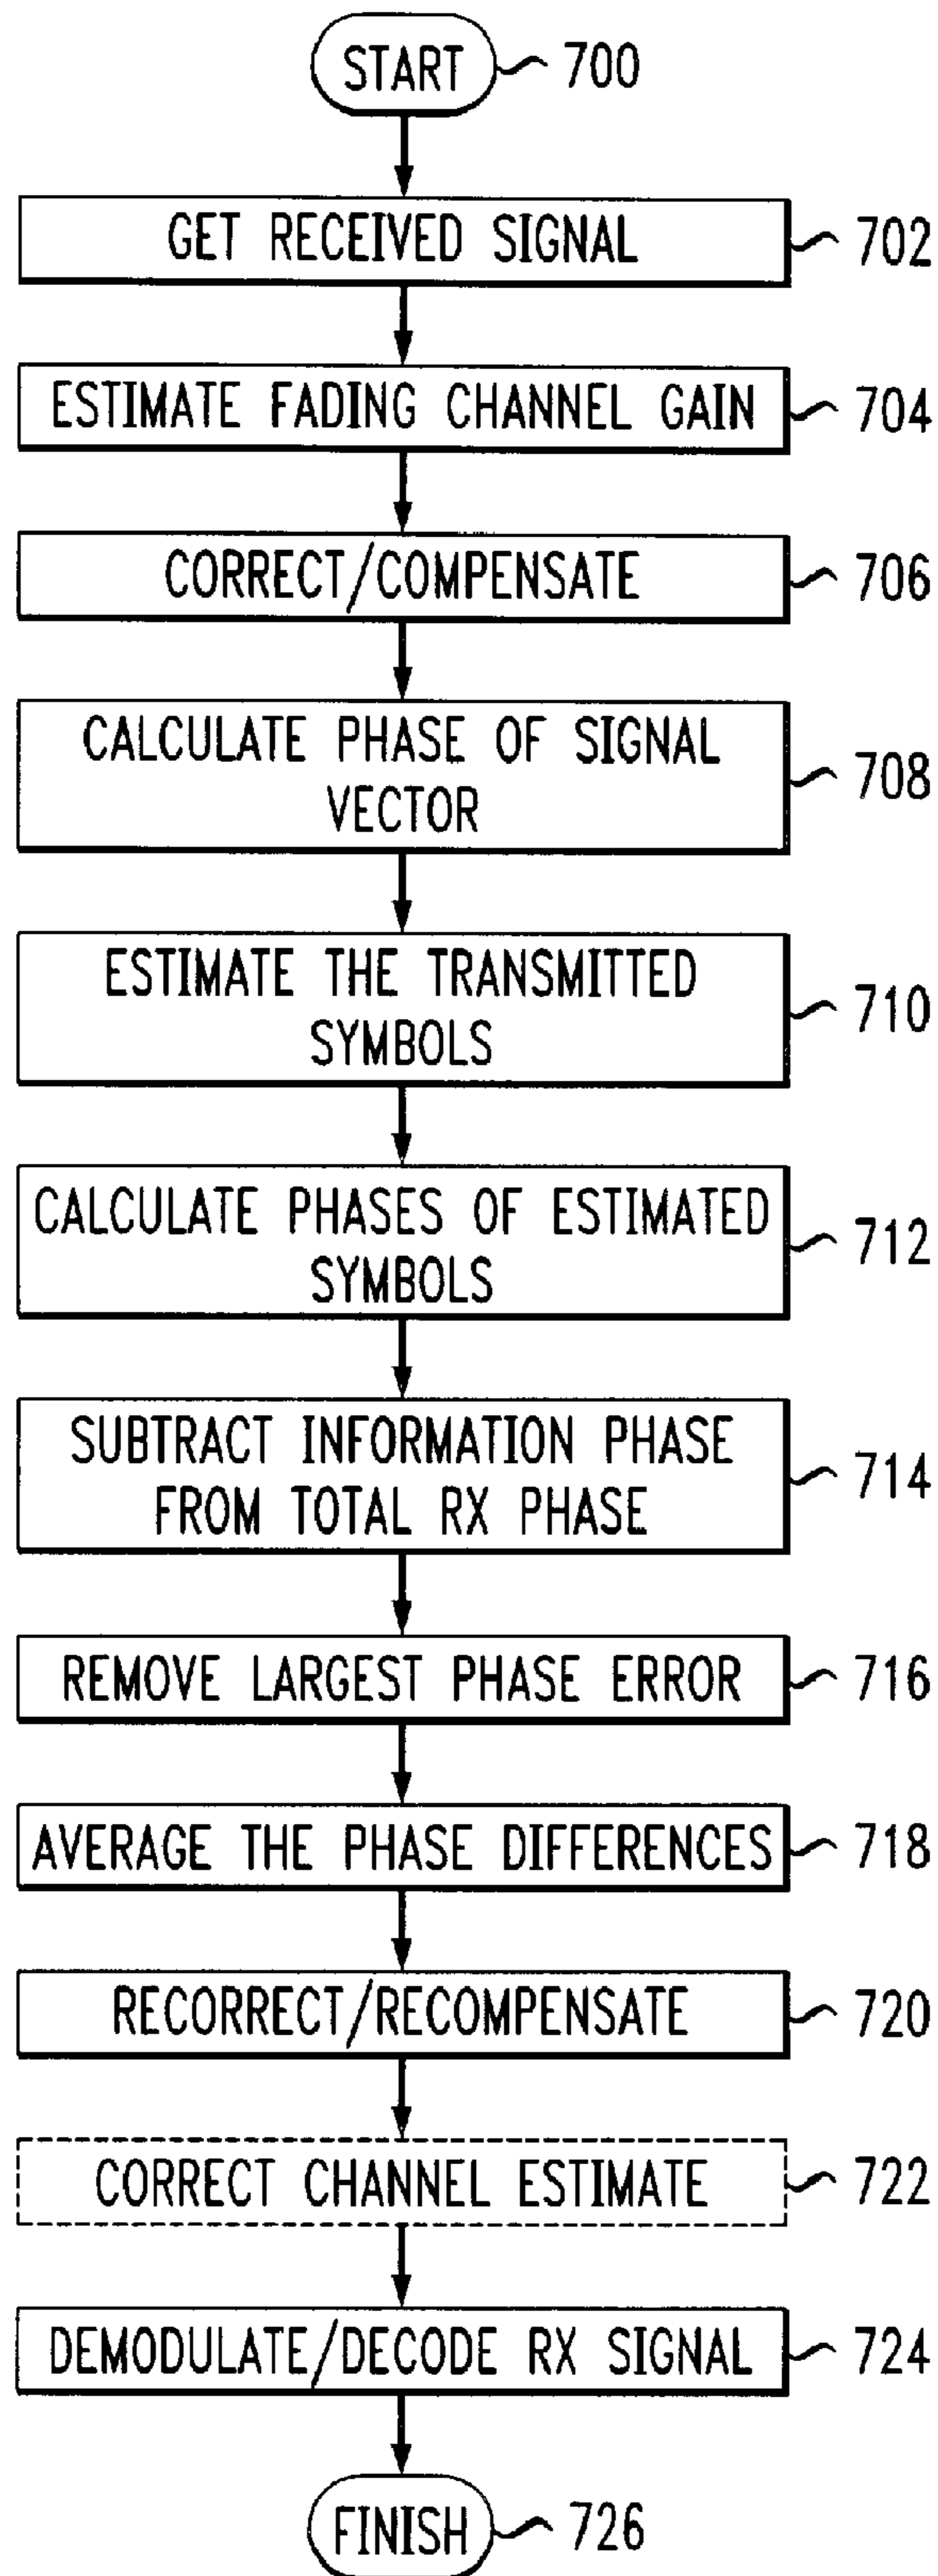 START 700
GET RECEIVED SIGNAL 702
ESTIMATE FADING CHANNEL GAIN 704
CORRECT/COMPENSATE 706
CALCULATE PHASE OF SIGNAL
VECTOR 708
ESTIMATE THE TRANSMITTED
SYMBOLS 710
CALCULATE PHASES OF ESTIMATED
SYMBOLS 712
SUBTRACT INFORMATION PHASE
FROM TOTAL RX PHASE 714
REMOVE LARGEST PHASE ERROR 716
AVERAGE THE PHASE DIFFERENCES 718
RECORRECT/RECOMPENSATE 720
CORRECT CHANNEL ESTIMATE 722
DEMODULATE/DECODE RX SIGNAL 724
FINISH 726